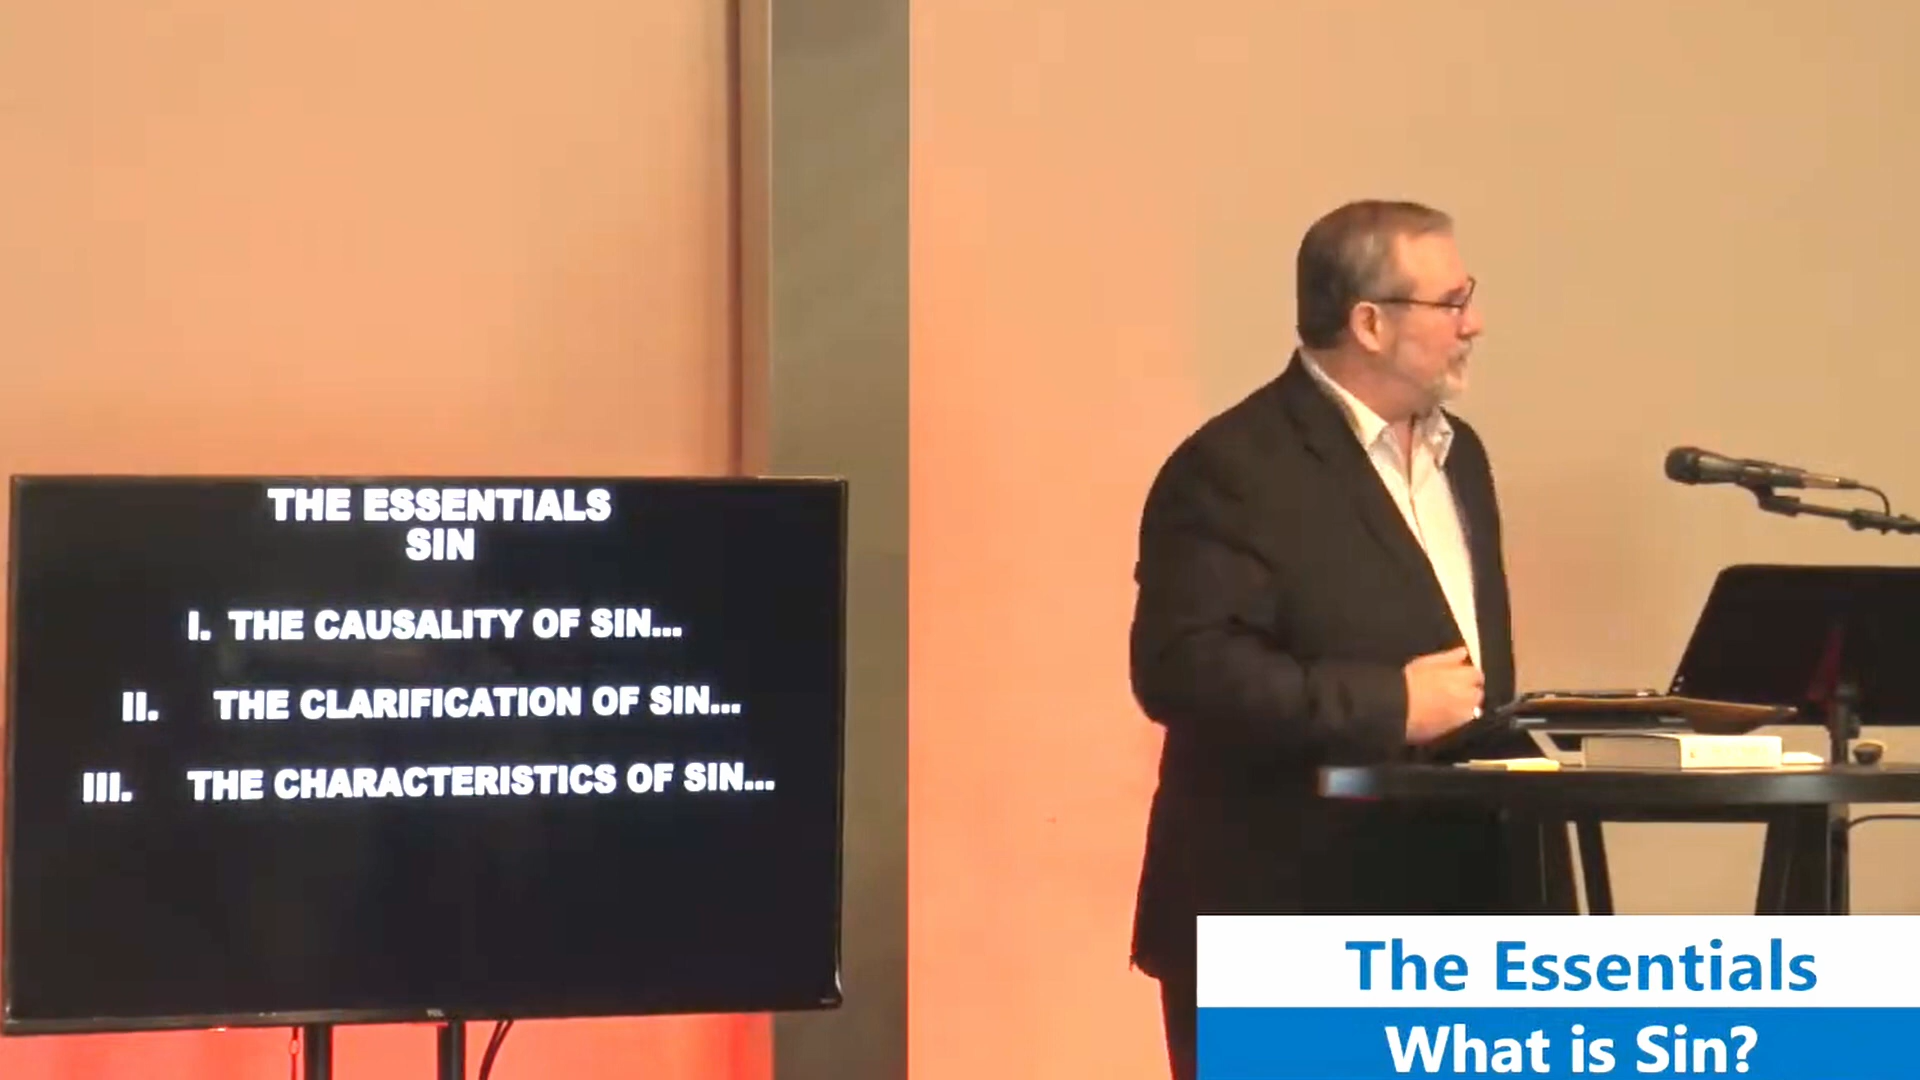 THE ESSENTIALS
SIN
I. THE CAUSALITY OF SIN...
II. THE CLARIFICATION OF SIN...
III. THE CHARACTERISTICS OF SIN...
TCL
The Essentials
What is Sin?